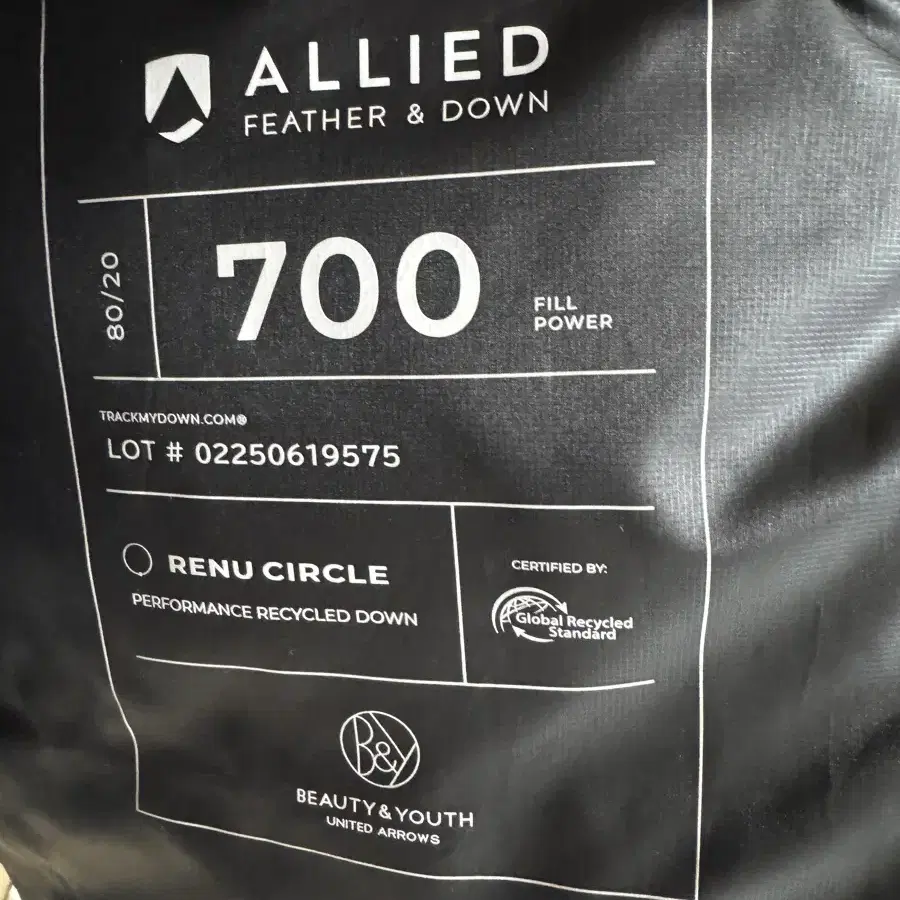 ALLIED
FEATHER & DOWN
80/20
700
FILL
POWER
TRACKMYDOWN.COM®
LOT # 02250619575
RENU CIRCLE
PERFORMANCE RECYCLED DOWN
CERTIFIED BY:
Global Recycled
Standard
B&Y
BEAUTY & YOUTH
UNITED ARROWS